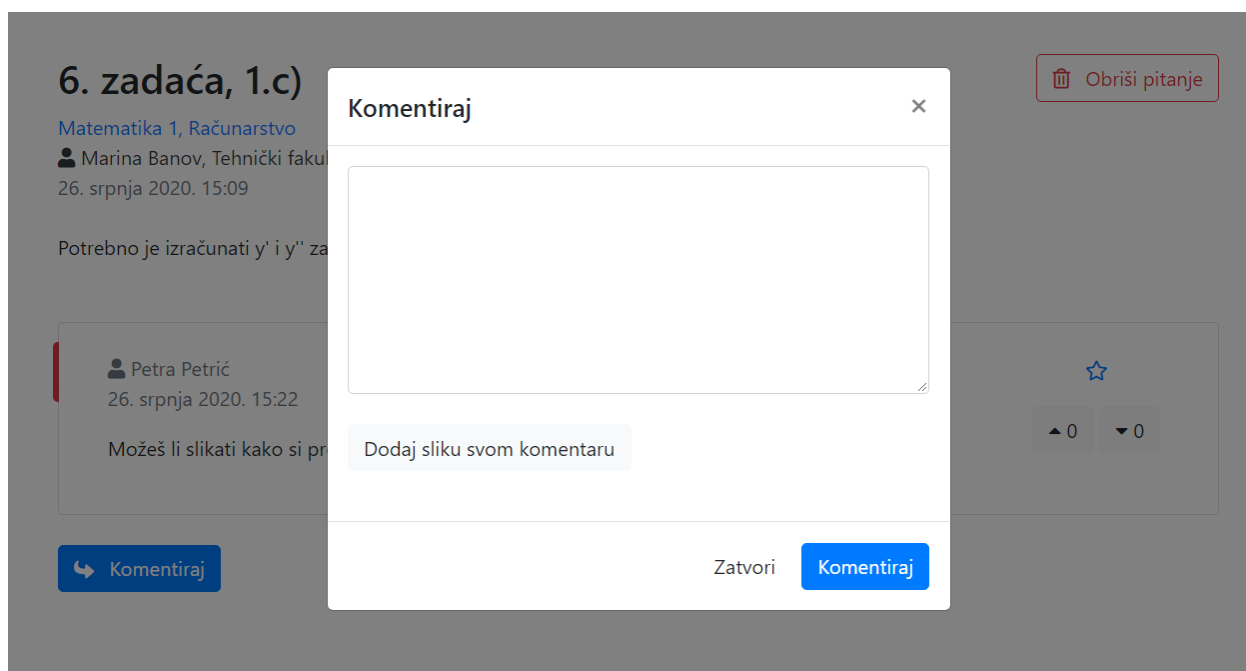 6. zadaća, 1.c)
Obriši pitanje
Matematika 1, Računarstvo
Marina Banov, Tehnički
26. srpnja 2020. 15:09
Potrebno je izračunati y' i y'' za
Komentiraj
×
Dodaj sliku svom komentaru
Zatvori
Komentiraj
Petra Petrić
26. srpnja 2020. 15:22
Možeš li slikati kako si
0
0
Komentiraj